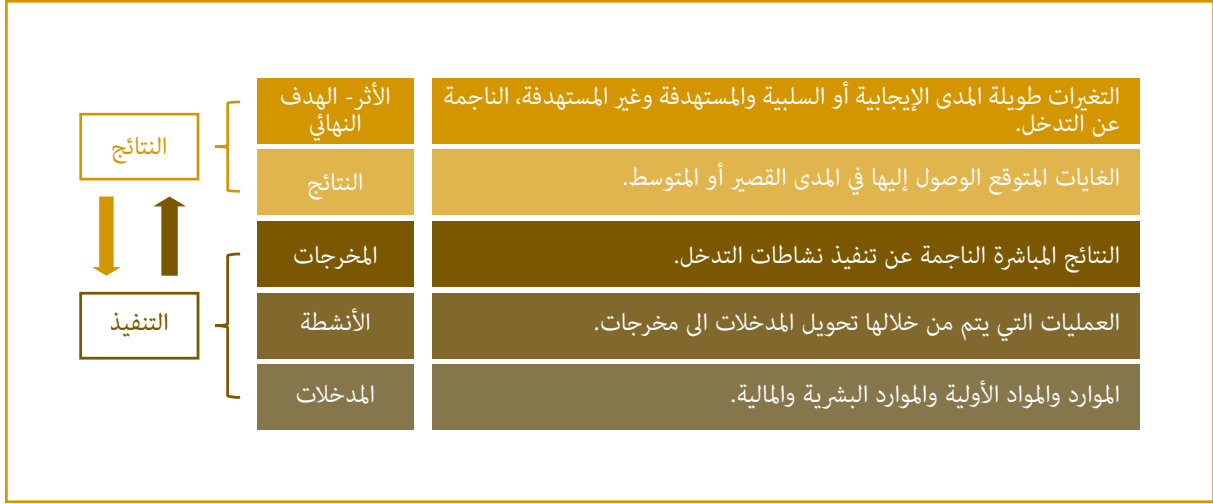 التغيرات طويلة المدى الإيجابية أو السلبية والمستهدفة وغير المستهدفة، الناجمة
عن التدخل.
الأثر- الهدف
النهائي
الغايات المتوقع الوصول إليها في المدى القصير أو المتوسط.
النتائج
النتائج
النتائج المباشرة الناجمة عن تنفيذ نشاطات التدخل.
المخرجات
العمليات التي يتم من خلالها تحويل المدخلات الى مخرجات.
الأنشطة
التنفيذ
الموارد والمواد الأولية والموارد البشرية والمالية.
المدخلات